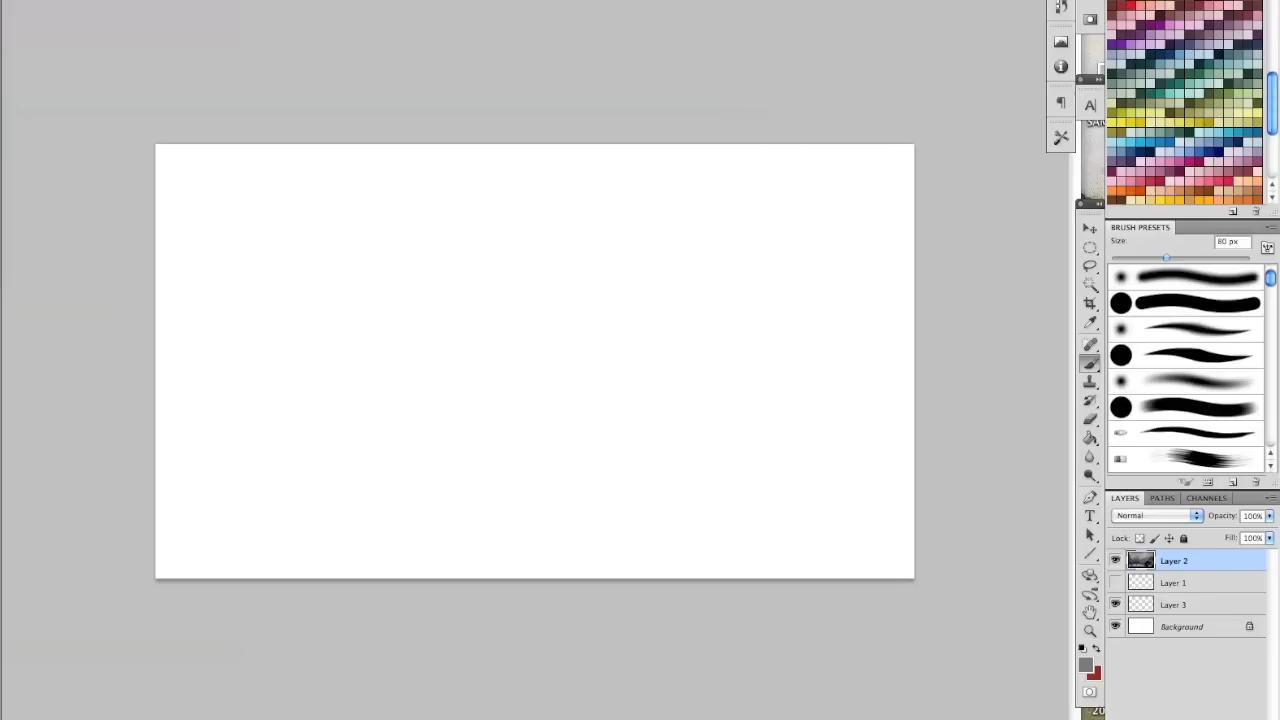 A
BRUSH PRESETS
Size:
80 px
LAYERS
PATHS
CHANNELS
Normal
Opacity:
100%
Lock:
Fill:
100%
Layer 2
Layer 1
Layer 3
Background
T